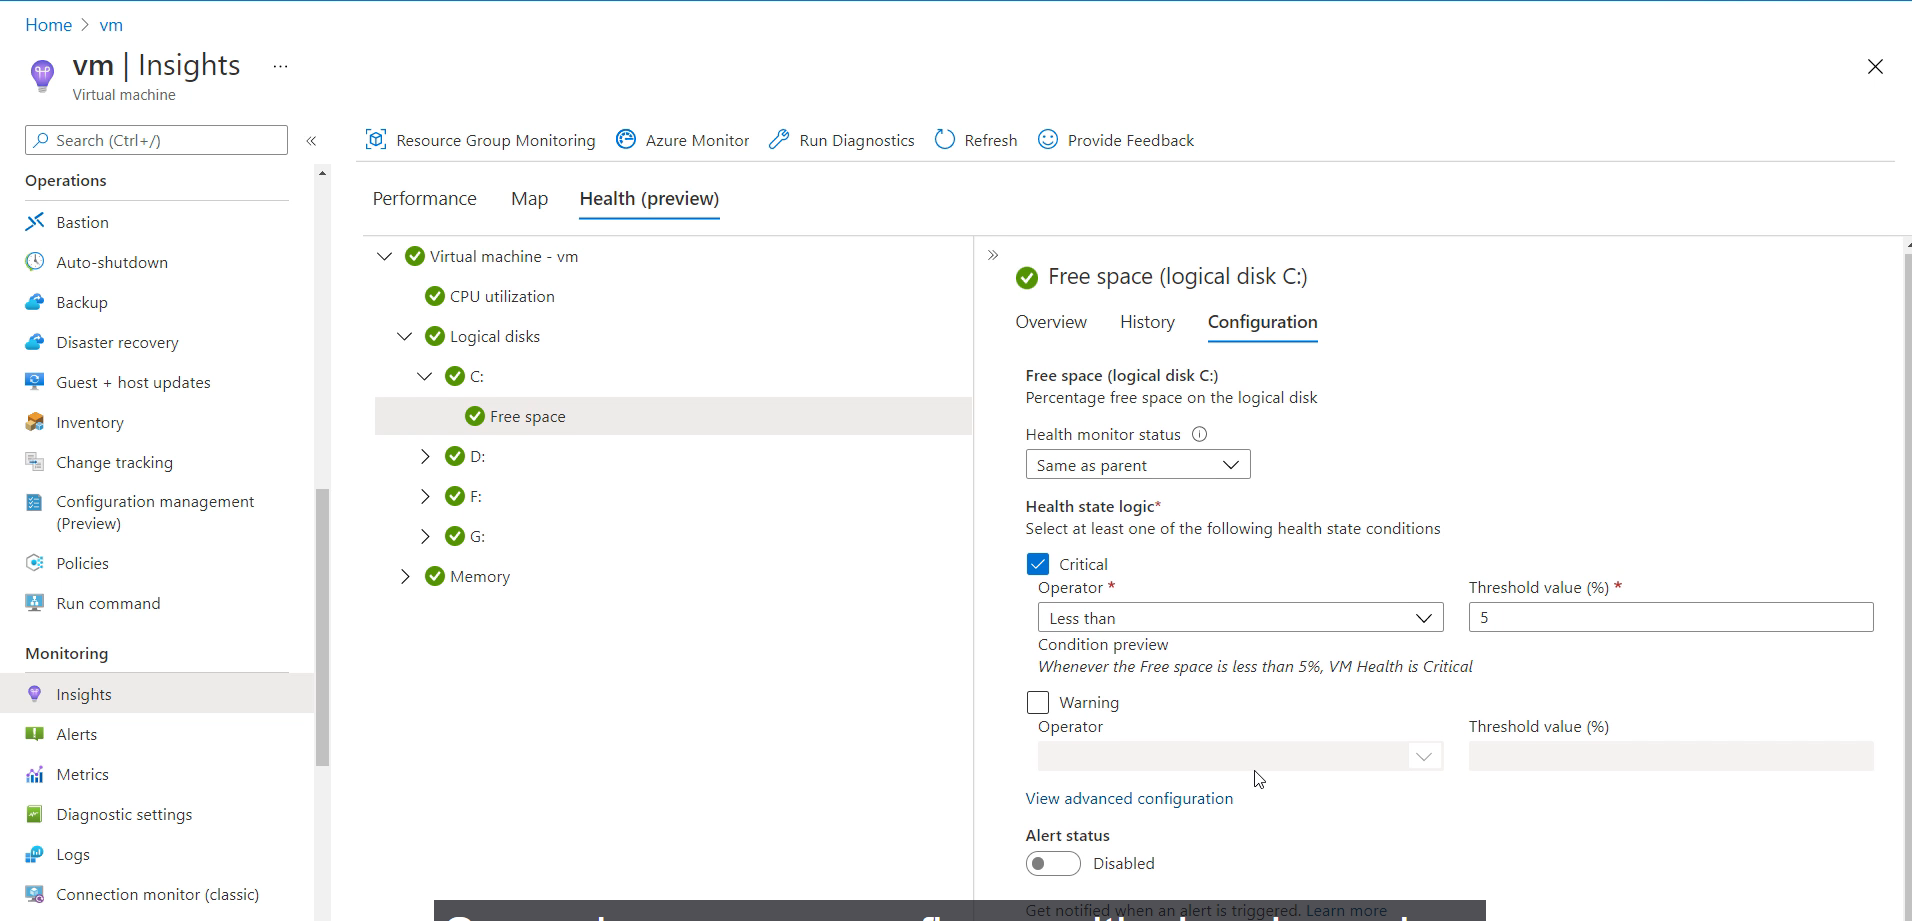 Home > vm
vm | Insights ...
Virtual machine
Search (Ctrl+/)
«
Operations
Bastion
Auto-shutdown
Backup
Disaster recovery
Guest + host updates
Inventory
Change tracking
Configuration management
(Preview)
Policies
Run command
Monitoring
Insights
Alerts
Metrics
Diagnostic settings
Logs
Connection monitor (classic)
Resource Group Monitoring
Azure Monitor
Run Diagnostics
Refresh
Provide Feedback
Performance
Map
Health (preview)
Virtual machine - vm
CPU utilization
Logical disks
C:
Free space
D:
F:
G:
Memory
»
Free space (logical disk C:)
Overview
History
Configuration
Free space (logical disk C:)
Percentage free space on the logical disk
Health monitor status
Same as parent
Health state logic*
Select at least one of the following health state conditions
Critical
Operator *
Threshold value (%) *
Less than
5
Condition preview
Whenever the Free space is less than 5%, VM Health is Critical
Warning
Operator
Threshold value (%)
View advanced configuration
Alert status
Disabled
Get notified when an alert is triggered. Learn more